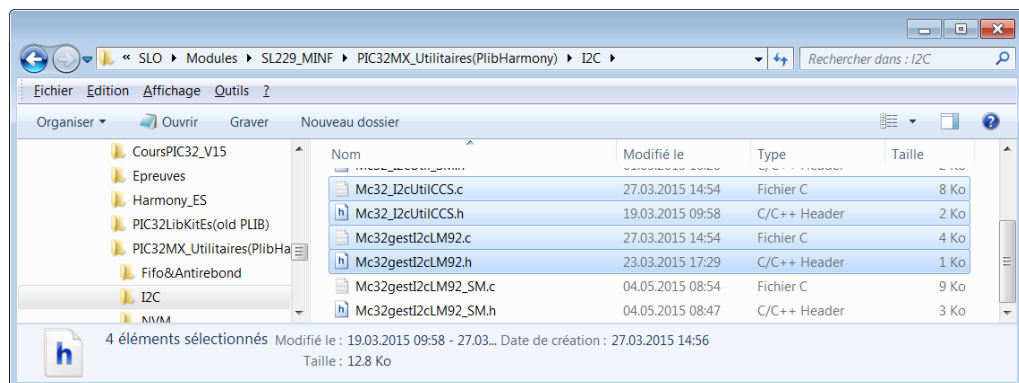 « SLO ▸ Modules ▸ SL229_MINF ▸ PIC32MX_Utilitaires(PlibHarmony) ▸ I2C ▸ Rechercher dans : I2C
Fichier Edition Affichage Outils ?
Organiser Ouvrir Graver Nouveau dossier
CoursPIC32_V15
Epreuves
Harmony_ES
PIC32LibKitEs(old PLIB)
PIC32MX_Utilitaires(PlibHa
Fifo&Antirebond
I2C
NVM
Nom Modifié le Type Taille
Mc32_I2cUtilCCS.c 27.03.2015 14:54 Fichier C 8 Ko
Mc32_I2cUtilCCS.h 19.03.2015 09:58 C/C++ Header 2 Ko
Mc32gestI2cLM92.c 27.03.2015 14:54 Fichier C 4 Ko
Mc32gestI2cLM92.h 23.03.2015 17:29 C/C++ Header 1 Ko
Mc32gestI2cLM92_SM.c 04.05.2015 08:54 Fichier C 9 Ko
Mc32gestI2cLM92_SM.h 04.05.2015 08:47 C/C++ Header 3 Ko
4 éléments sélectionnés Modifié le : 19.03.2015 09:58 - 27.03... Date de création : 27.03.2015 14:56
Taille : 12.8 Ko